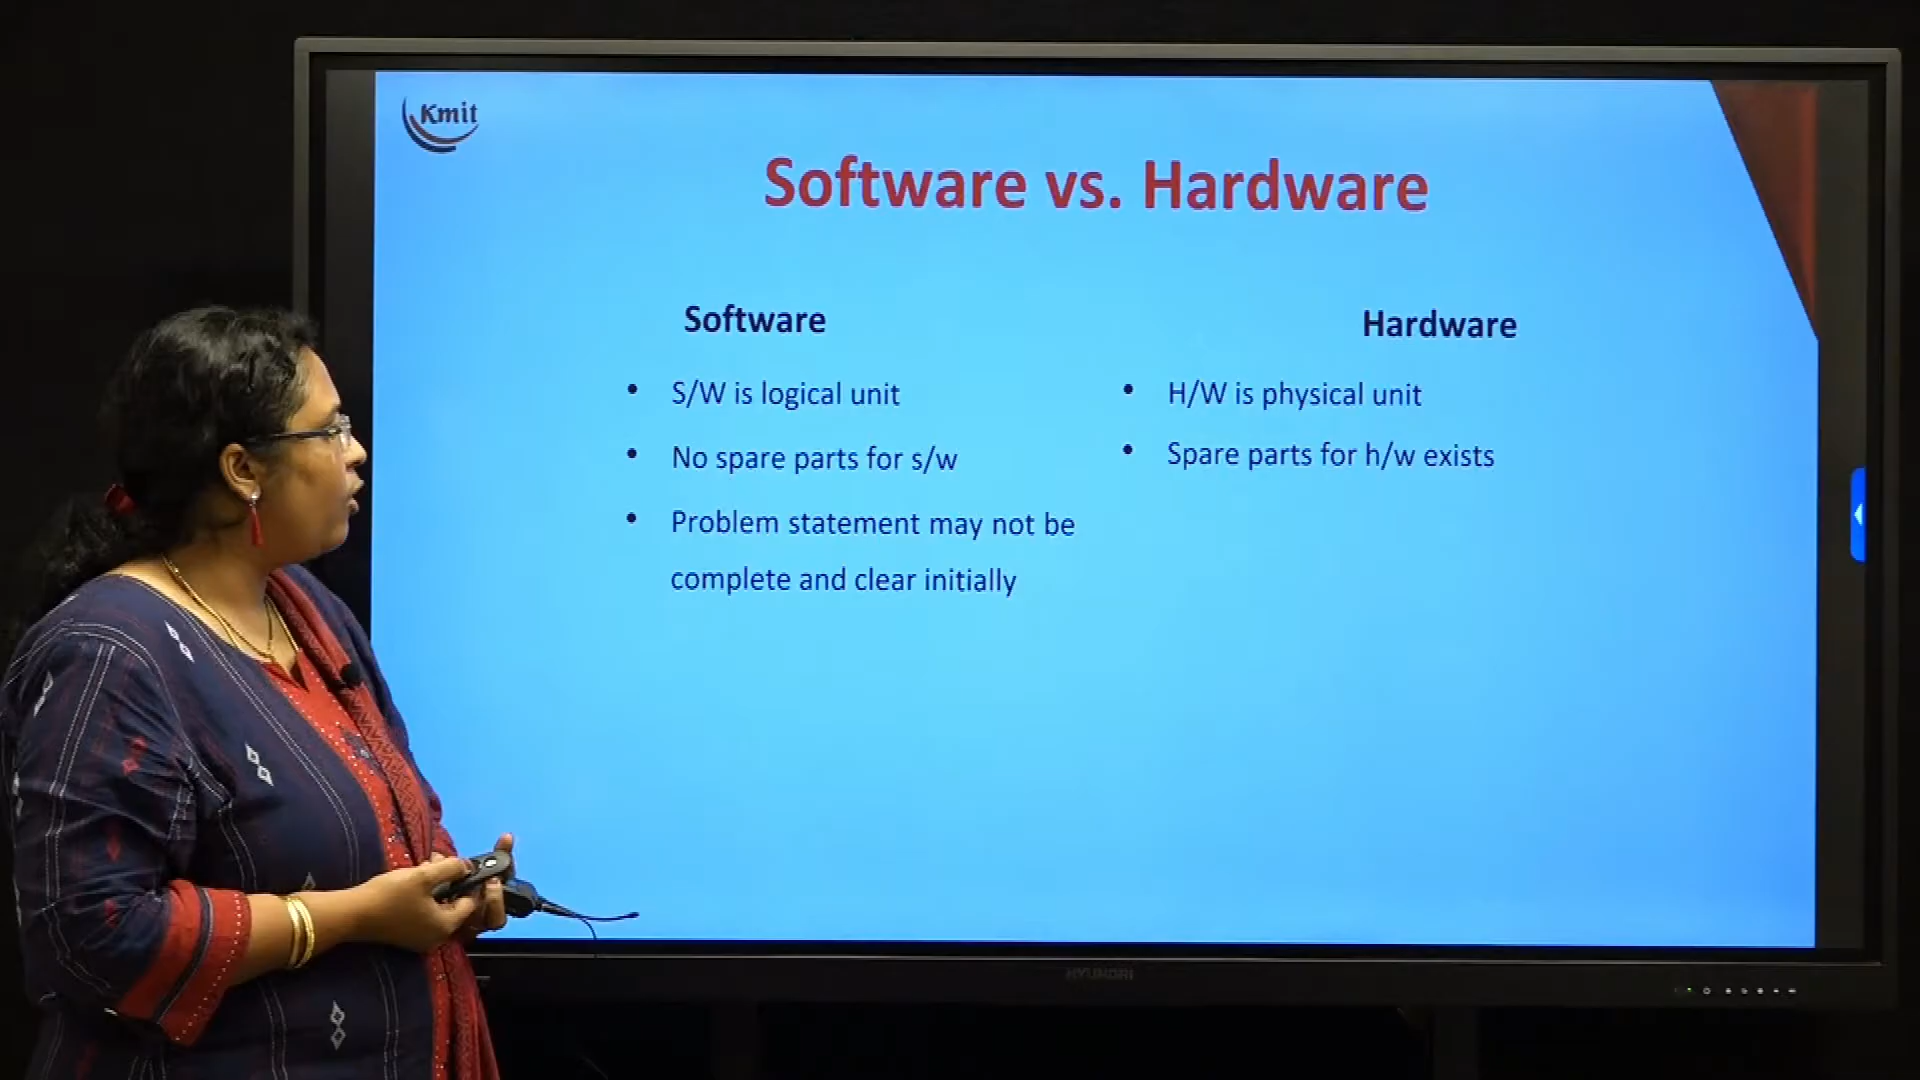 Kmit
Software vs. Hardware
Software
• S/W is logical unit
• No spare parts for s/w
• Problem statement may not be
complete and clear initially
Hardware
• H/W is physical unit
• Spare parts for h/w exists
HYUNDAI